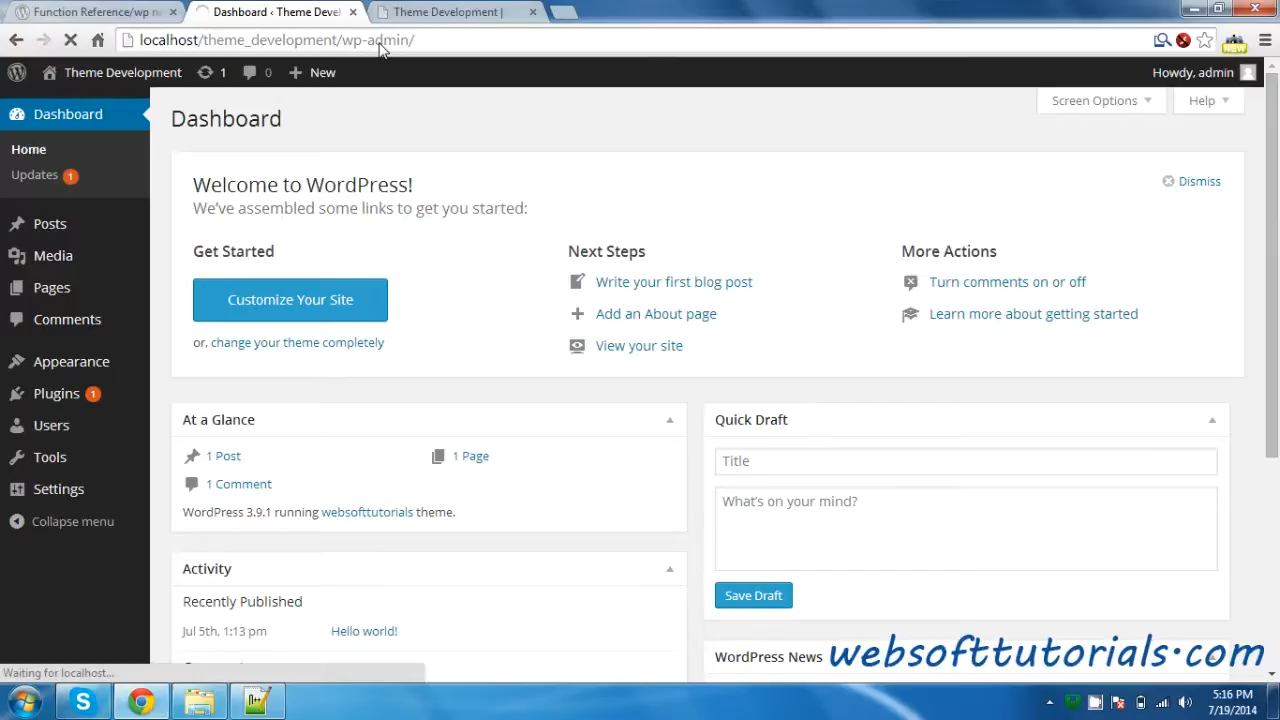 Function Reference/wp na
Dashboard ‹ Theme Devel
Theme Development |
localhost/theme_development/wp-admin/
NEW
Theme Development
1
0
New
Howdy, admin
Dashboard
Home
Updates 1
Posts
Media
Pages
Comments
Appearance
Plugins 1
Users
Tools
Settings
Collapse menu
Dashboard
Screen Options
Help
Welcome to WordPress!
We've assembled some links to get you started:
Dismiss
Get Started
Customize Your Site
or, change your theme completely
Next Steps
Write your first blog post
Add an About page
View your site
More Actions
Turn comments on or off
Learn more about getting started
At a Glance
1 Post
1 Page
1 Comment
WordPress 3.9.1 running websofttutorials theme.
Activity
Recently Published
Jul 5th, 1:13 pm
Hello world!
Quick Draft
Title
What's on your mind?
Save Draft
WordPress News
websofttutorials.com
Waiting for localhost...
5:16 PM
7/19/2014